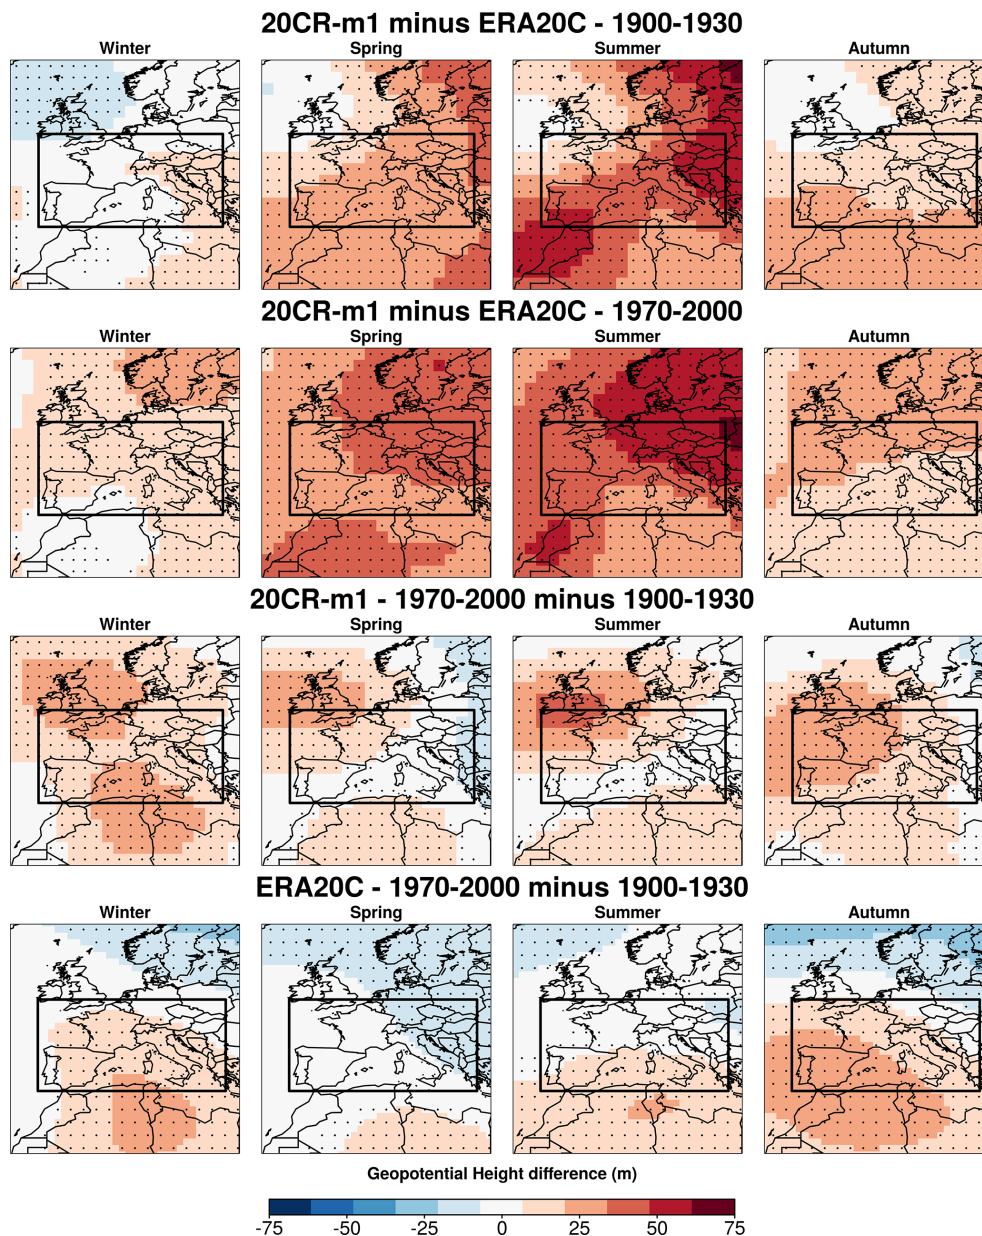 20CR-m1 minus ERA20C - 1900-1930
Winter Spring Summer Autumn
20CR-m1 minus ERA20C - 1970-2000
Winter Spring Summer Autumn
20CR-m1 - 1970-2000 minus 1900-1930
Winter Spring Summer Autumn
ERA20C - 1970-2000 minus 1900-1930
Winter Spring Summer Autumn
Geopotential Height difference (m)
-75 -50 -25 0 25 50 75